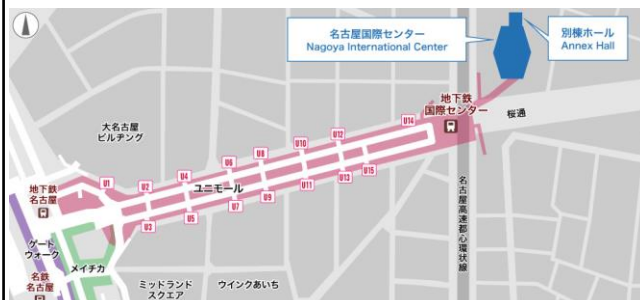 名古屋国際センター
Nagoya International Center
別棟ホール
Annex Hall
地下鉄
国際センター
桜通
大名古屋
ビルヂング
U14
U12
U10
U8
U6
U4
U2
U1
ユニモール
U15
U13
U11
U9
U7
U5
U3
地下鉄
名古屋
名古屋高速都心環状線
ゲート
ウォーク
メイチカ
名鉄
名古屋
ミッドランド
スクエア
ウインクあいち